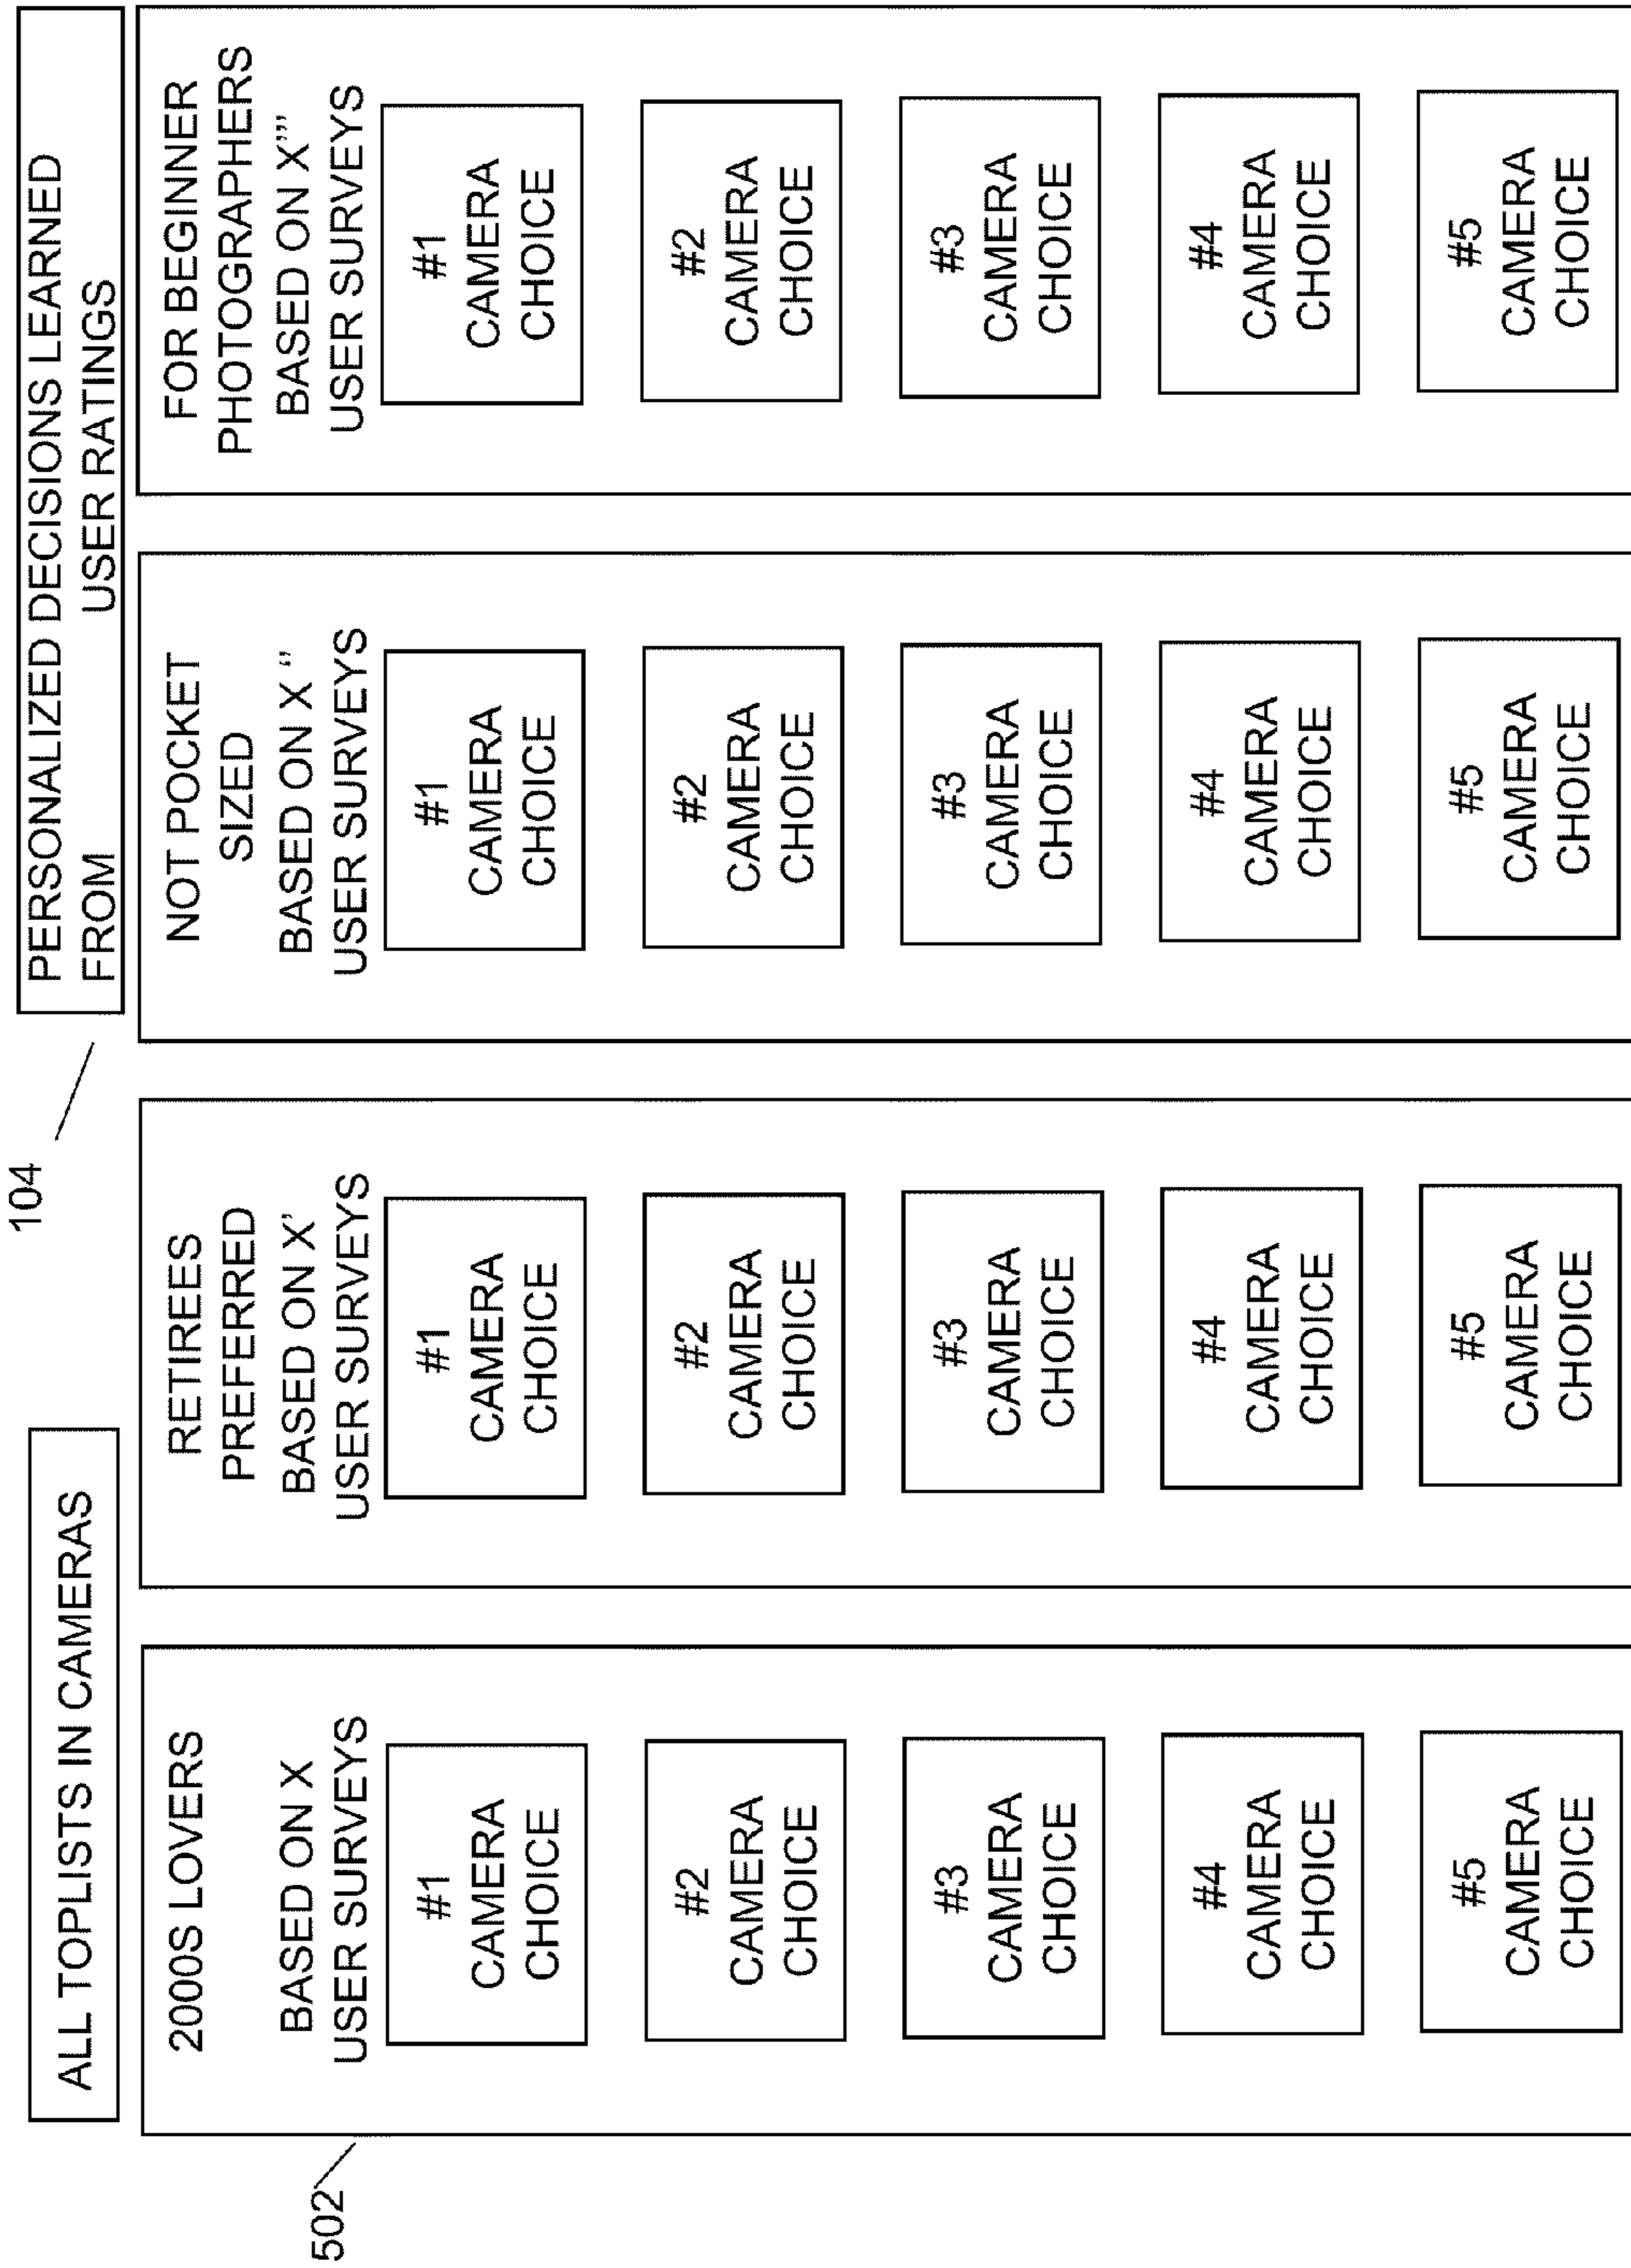 104
ALL TOPLISTS IN CAMERAS
PERSONALIZED DECISIONS LEARNED
FROM USER RATINGS
502
2000S LOVERS
BASED ON X
USER SURVEYS
#1
CAMERA
CHOICE
#2
CAMERA
CHOICE
#3
CAMERA
CHOICE
#4
CAMERA
CHOICE
#5
CAMERA
CHOICE
RETIREES
PREFERRED
BASED ON X'
USER SURVEYS
#1
CAMERA
CHOICE
#2
CAMERA
CHOICE
#3
CAMERA
CHOICE
#4
CAMERA
CHOICE
#5
CAMERA
CHOICE
NOT POCKET
SIZED
BASED ON X “
USER SURVEYS
#1
CAMERA
CHOICE
#2
CAMERA
CHOICE
#3
CAMERA
CHOICE
#4
CAMERA
CHOICE
#5
CAMERA
CHOICE
FOR BEGINNER
PHOTOGRAPHERS
BASED ON X’’’
USER SURVEYS
#1
CAMERA
CHOICE
#2
CAMERA
CHOICE
#3
CAMERA
CHOICE
#4
CAMERA
CHOICE
#5
CAMERA
CHOICE